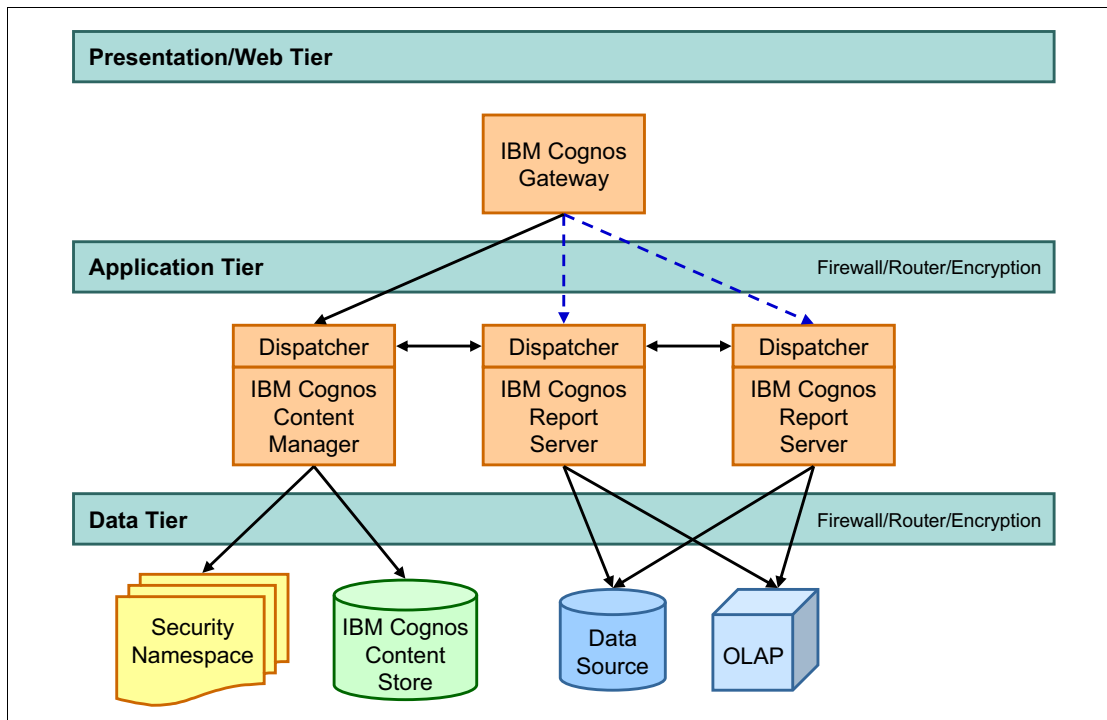 Presentation/Web Tier
IBM Cognos
Gateway
Application Tier
Firewall/Router/Encryption
Dispatcher
IBM Cognos
Content
Manager
Dispatcher
IBM Cognos
Report
Server
Dispatcher
IBM Cognos
Report
Server
Data Tier
Firewall/Router/Encryption
Security
Namespace
IBM Cognos
Content
Store
Data
Source
OLAP